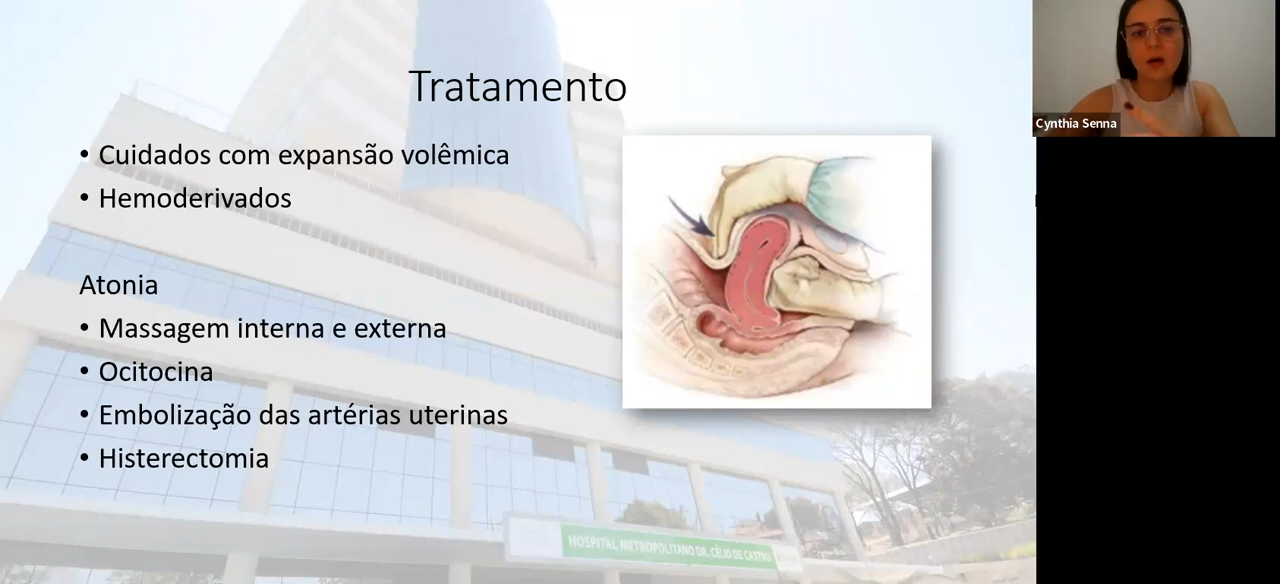 Tratamento
• Cuidados com expansão volêmica
• Hemoderivados
Atonia
• Massagem interna e externa
• Ocitocina
• Embolização das artérias uterinas
• Histerectomia
HOSPITAL METROPOLITANO DR. CÉLIO DE CASTRO
Cynthia Senna